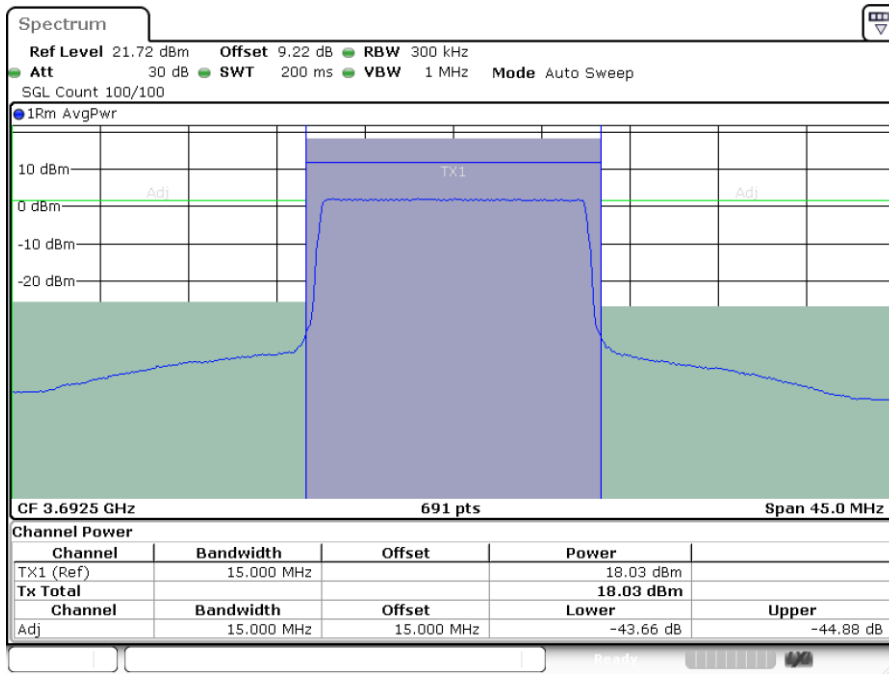 Spectrum
Ref Level 21.72 dBm Offset 9.22 dB RBW 300 kHz
Att 30 dB SWT 200 ms VBW 1 MHz Mode Auto Sweep
SGL Count 100/100
1Rm AvgPwr
10 dBm
TX1
Adj Adj
0 dBm
-10 dBm
-20 dBm
CF 3.6925 GHz 691 pts Span 45.0 MHz
Channel Power
Channel Bandwidth Offset Power
TX1 (Ref) 15.000 MHz 18.03 dBm
Tx Total 18.03 dBm
Channel Bandwidth Offset Lower Upper
Adj 15.000 MHz 15.000 MHz -43.66 dB -44.88 dB
Ready